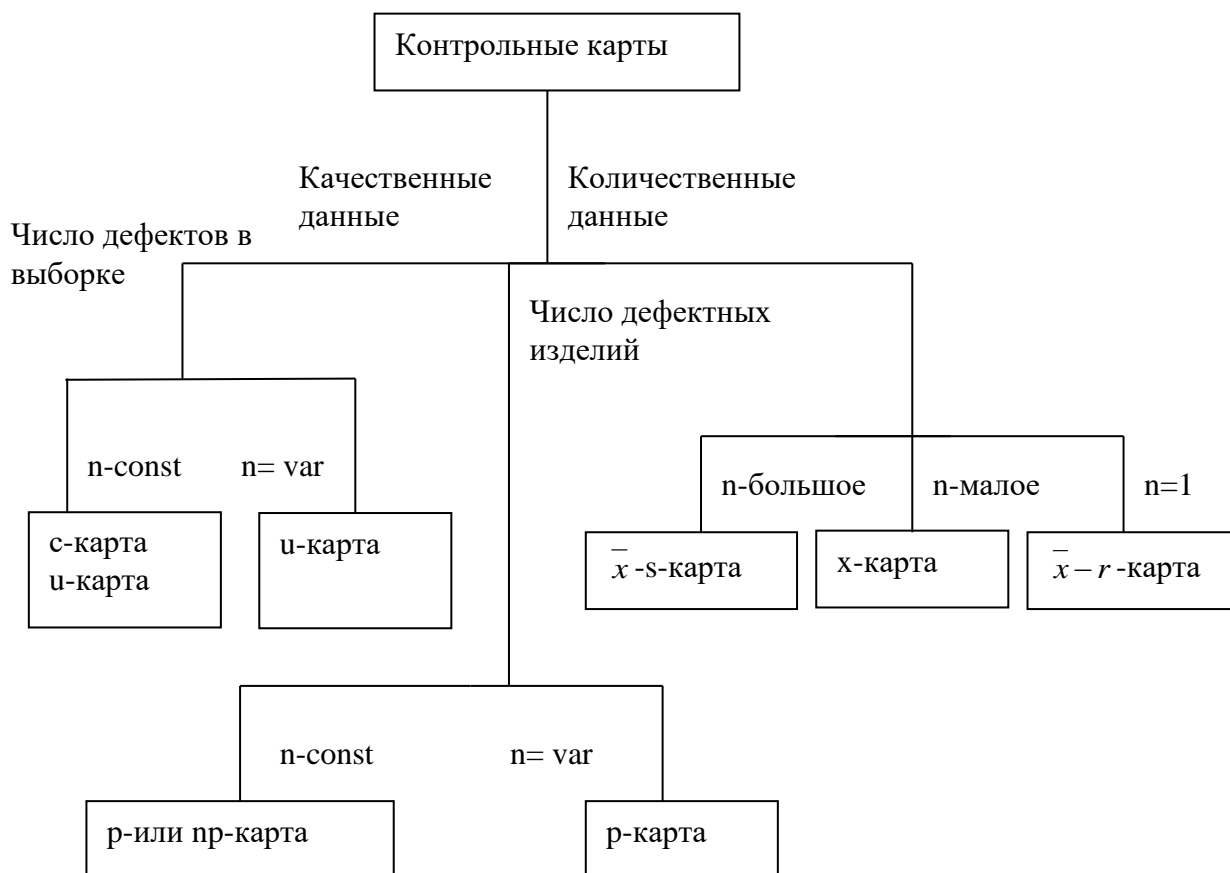 Контрольные карты
Качественные
данные
Количественные
данные
Число дефектов в
выборке
Число дефектных
изделий
n-const
n= var
n-большое
n-малое
n=1
с-карта
u-карта
u-карта
x̅ -s-карта
x-карта
x̅ – r -карта
n-const
n= var
p-или np-карта
p-карта